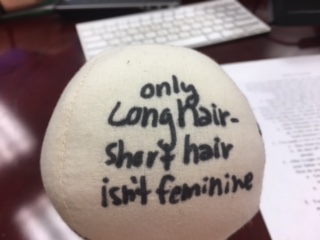 only
Long hair-
short hair
isn't feminine